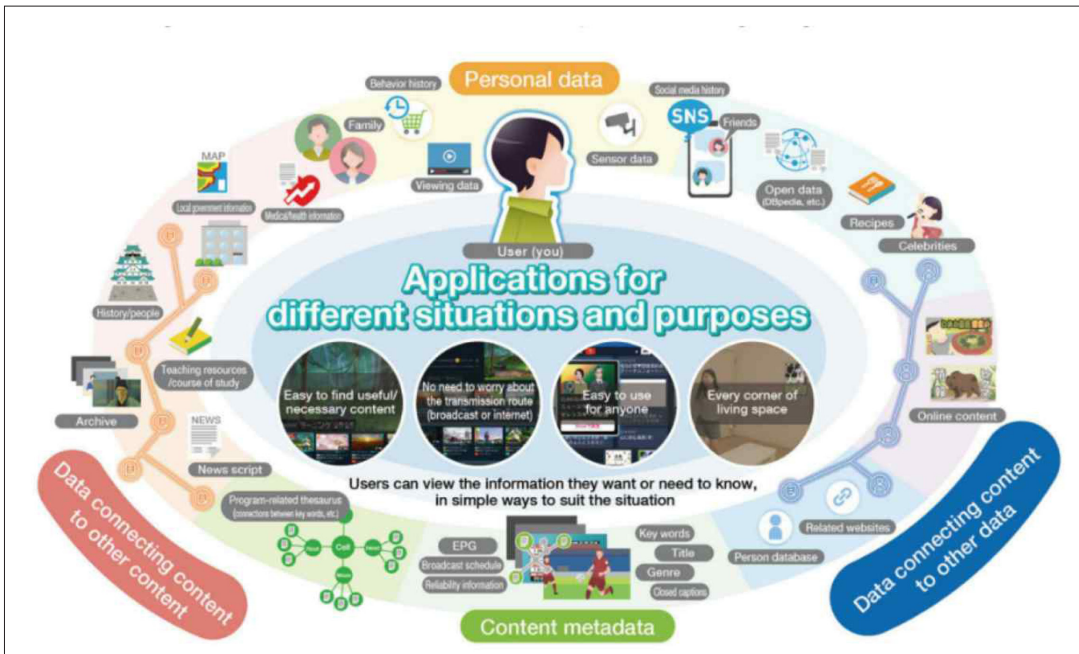 Personal data
Behavior history
Family
Viewing data
Sensor data
Social media history
SNS
Friends
Open data
(DBpedia, etc.)
Recipes
Celebrities
MAP
Local government information
Medical/health information
User (you)
Applications for
different situations and purposes
History/people
Teaching resources
/course of study
Archive
NEWS
News script
Easy to find useful/
necessary content
No need to worry about
the transmission route
(broadcast or internet)
Easy to use
for anyone
Every corner of
living space
Online content
Users can view the information they want or need to know,
in simple ways to suit the situation
Data connecting content
to other content
Program-related thesaurus
(connections between key words, etc.)
Cell
EPG
Broadcast schedule
Reliability information
Key words
Title
Genre
Closed captions
Related websites
Person database
Data connecting content
to other data
Content metadata